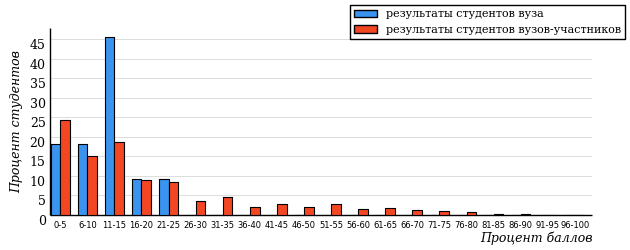 результаты студентов вуза
результаты студентов вузов-участников
Процент студентов
45
40
35
30
25
20
15
10
5
0
0-5 6-10 11-15 16-20 21-25 26-30 31-35 36-40 41-45 46-50 51-55 56-60 61-65 66-70 71-75 76-80 81-85 86-90 91-95 96-100
Процент баллов